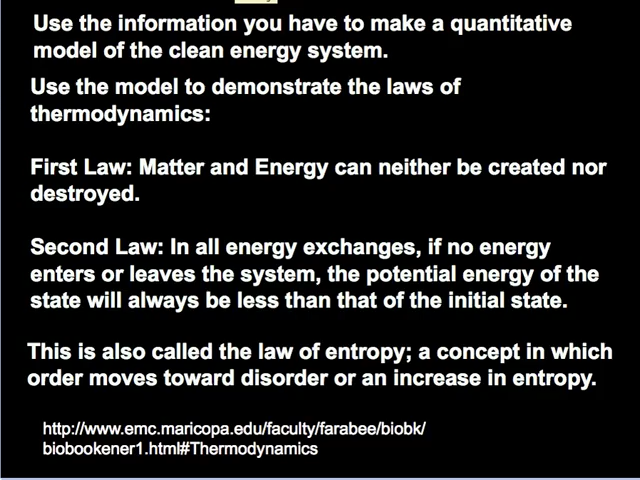 Use the information you have to make a quantitative
model of the clean energy system.
Use the model to demonstrate the laws of
thermodynamics:
First Law: Matter and Energy can neither be created nor
destroyed.
Second Law: In all energy exchanges, if no energy
enters or leaves the system, the potential energy of the
state will always be less than that of the initial state.
This is also called the law of entropy; a concept in which
order moves toward disorder or an increase in entropy.
http://www.emc.maricopa.edu/faculty/farabee/biobk/
biobookener1.html#Thermodynamics